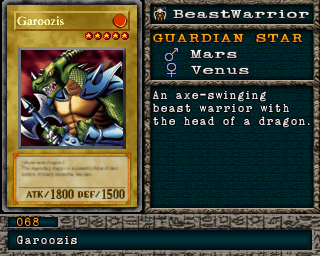 Garoozis
ATK/1800 DEF/1500
BeastWarrior
GUARDIAN STAR
Mars
Venus
An axe-swinging
beast warrior with
the head of a dragon.
068
Garoozis